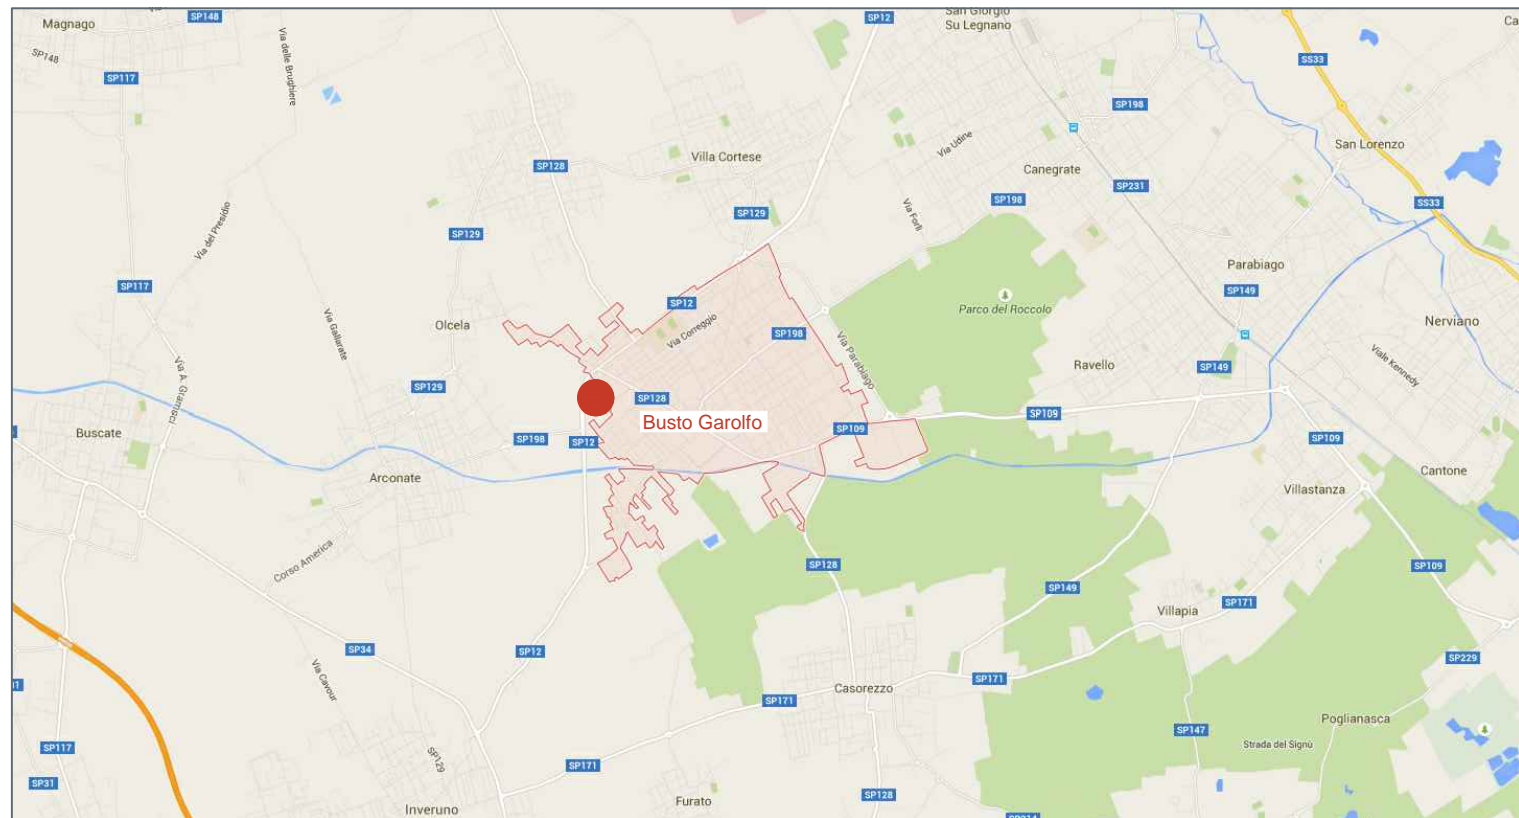 Magnago
SP148
SP148
SP117
Via delle Brughiere
SP12
San Giorgio
Su Legnano
SS33
SP198
Villa Cortese
SP128
Via Udine
Canegrate
San Lorenzo
SP231
SP198
SS33
SP129
Via Forlì
Via del Presidio
SP129
Parabiago
SP117
SP149
SP12
Parco del Roccolo
Nerviano
Olcela
Via Gallarate
Via Correggio
SP198
Via Parabiago
Viale Kennedy
Ravello
SP149
Via A. Gramsci
SP129
SP128
Busto Garolfo
SP109
SP109
SP109
Buscate
SP198
SP12
Arconate
Cantone
Villastanza
Corso America
SP128
SP109
SP149
SP171
Villapia
SP34
SP12
SP229
Via Cavour
SP171
Casorezzo
SP171
Poglianasca
SP147
Strada del Signù
SP117
SP129
SP171
SP31
Inveruno
Furato
SP128